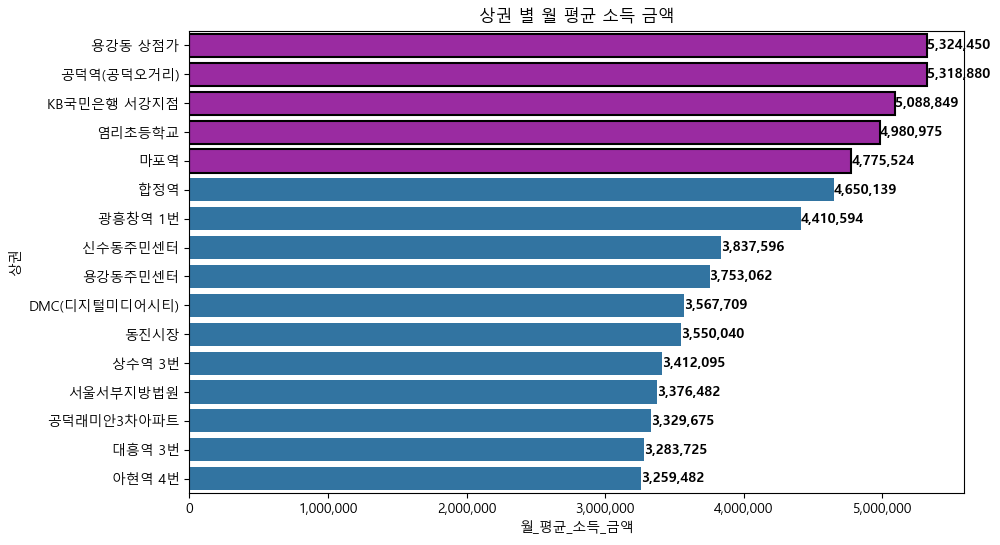 상권 별 월 평균 소득 금액
용강동 상점가 5,324,450
공덕역(공덕오거리) 5,318,880
KB국민은행 서강지점 5,088,849
염리초등학교 4,980,975
마포역 4,775,524
합정역 4,650,139
광흥창역 1번 4,410,594
신수동주민센터 3,837,596
용강동주민센터 3,753,062
DMC(디지털미디어시티) 3,567,709
동진시장 3,550,040
상수역 3번 3,412,095
서울서부지방법원 3,376,482
공덕래미안3차아파트 3,329,675
대흥역 3번 3,283,725
아현역 4번 3,259,482
상권
0 1,000,000 2,000,000 3,000,000 4,000,000 5,000,000
월_평균_소득_금액